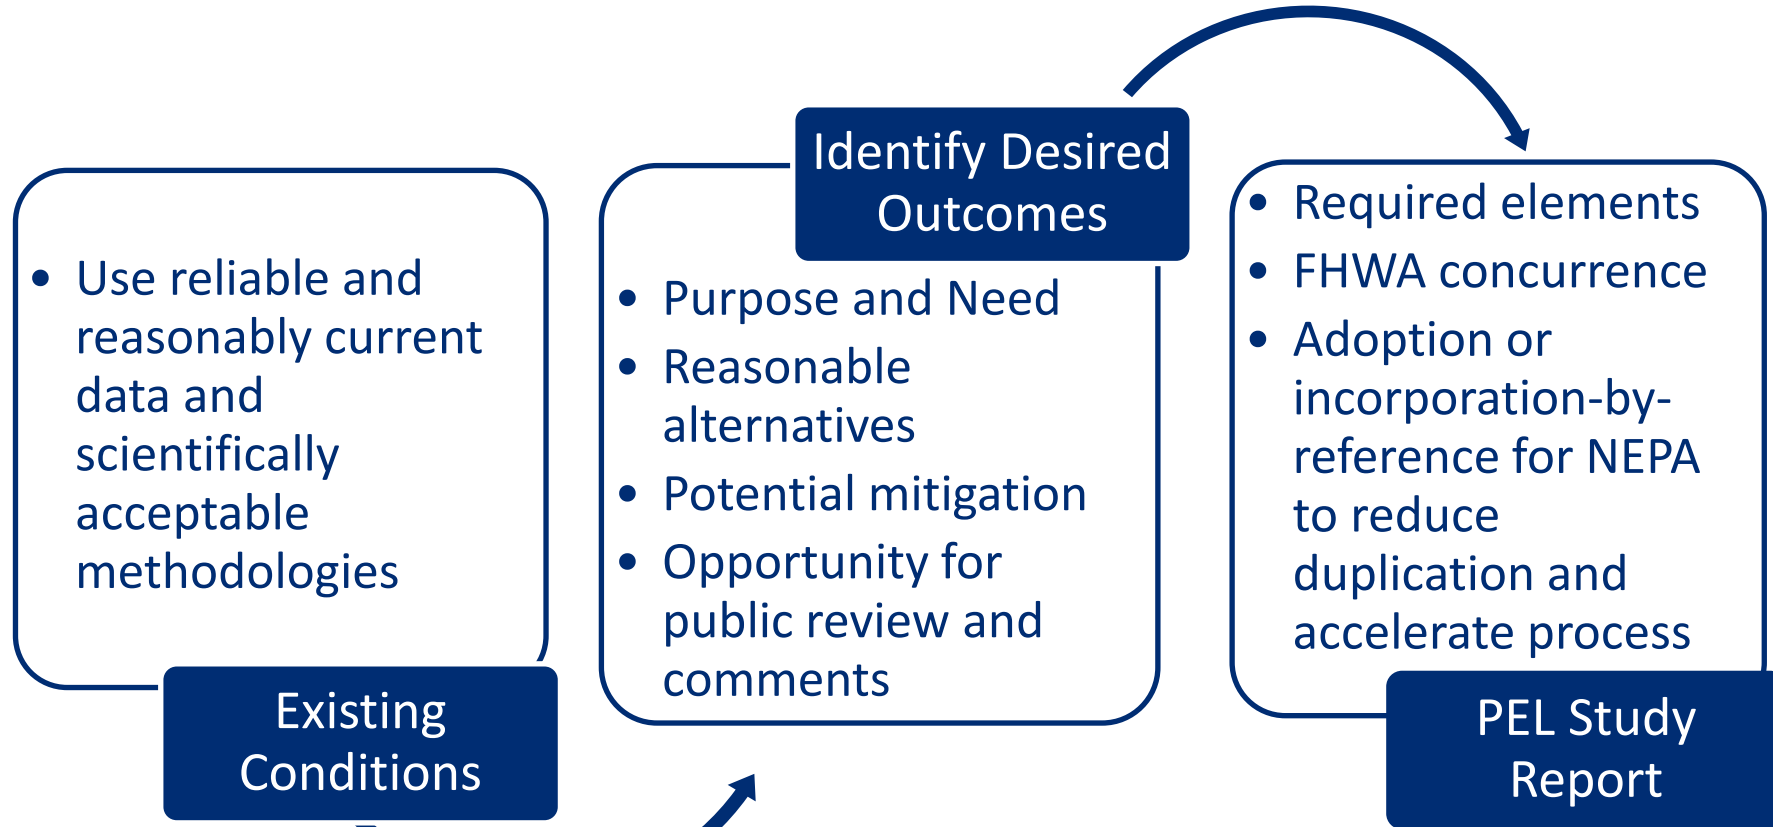 • Use reliable and
reasonably current
data and
scientifically
acceptable
methodologies
Existing
Conditions
Identify Desired
Outcomes
• Purpose and Need
• Reasonable
alternatives
• Potential mitigation
• Opportunity for
public review and
comments
• Required elements
• FHWA concurrence
• Adoption or
incorporation-by-
reference for NEPA
to reduce
duplication and
accelerate process
PEL Study
Report